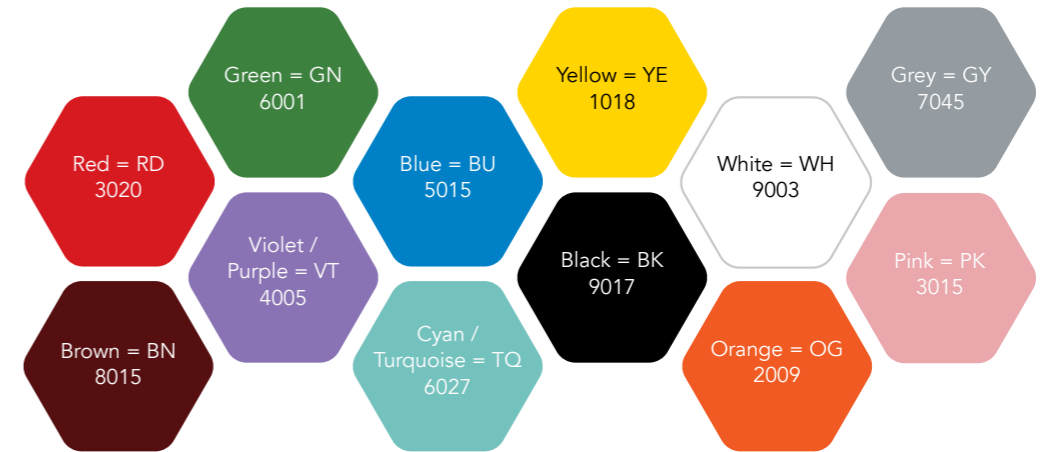 Green = GN
6001
Yellow = YE
1018
Grey = GY
7045
Red = RD
3020
Blue = BU
5015
White = WH
9003
Violet /
Purple = VT
4005
Black = BK
9017
Pink = PK
3015
Brown = BN
8015
Cyan /
Turquoise = TQ
6027
Orange = OG
2009